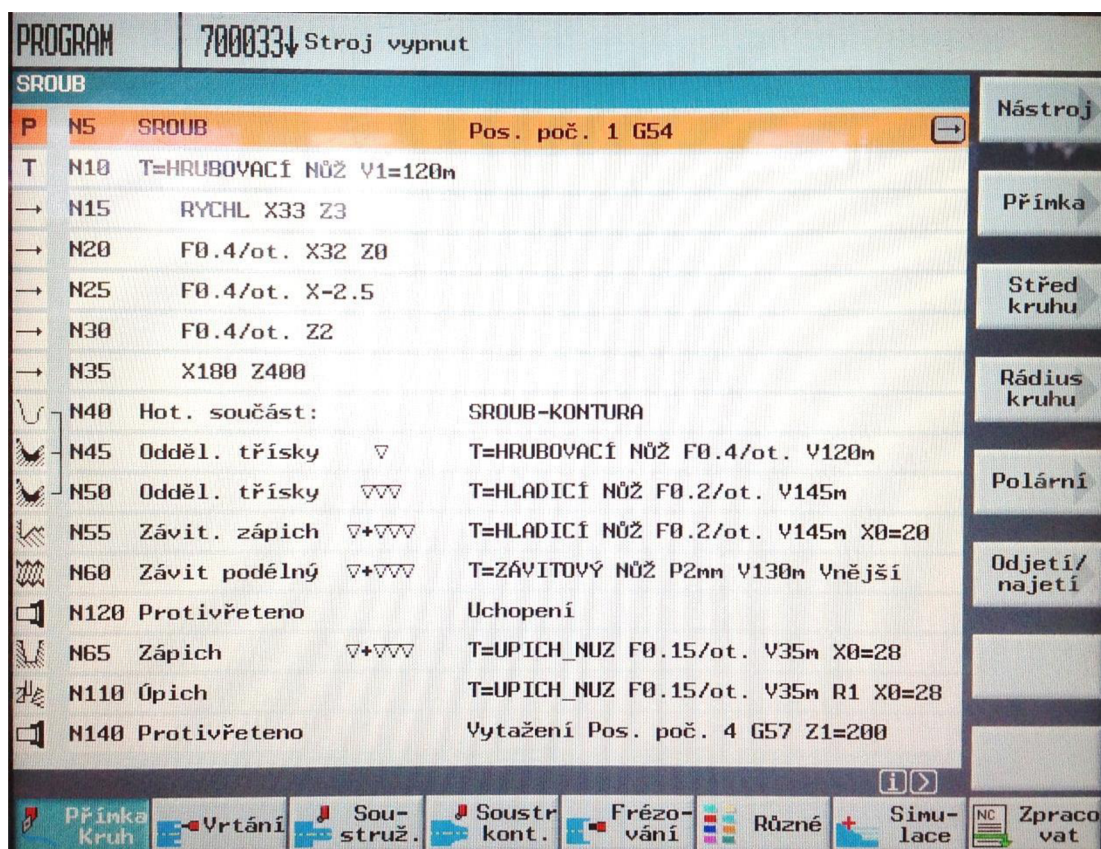 PROGRAM
700033↓ Stroj vypnut
SROUB
P N5 SROUB Pos. poč. 1 G54
T N10 T=HRUBOVACÍ NŮŽ V1=120m
N15 RYCHL X33 Z3
N20 F0.4/ot. X32 Z0
N25 F0.4/ot. X-2.5
N30 F0.4/ot. Z2
N35 X180 Z400
N40 Hot. součást: SROUB-KONTURA
N45 Odděl. třísky ▽ T=HRUBOVACÍ NŮŽ F0.4/ot. V120m
N50 Odděl. třísky ▽▽▽ T=HLADICÍ NŮŽ F0.2/ot. V145m
N55 Závit. zápich ▽+▽▽▽ T=HLADICÍ NŮŽ F0.2/ot. V145m X0=20
N60 Závit podélný ▽+▽▽▽ T=ZÁVITOVÝ NŮŽ P2mm V130m Vnější
N120 Protivřeteno Uchopení
N65 Zápich ▽+▽▽▽ T=UPICH_NUZ F0.15/ot. V35m X0=28
N110 Úpich T=UPICH_NUZ F0.15/ot. V35m R1 X0=28
N140 Protivřeteno Vytažení Pos. poč. 4 G57 Z1=200
Nástroj
Přímka
Střed
kruhu
Rádius
kruhu
Polární
Odjetí/
najetí
Přímka
Kruh
Vrtání
Sou-
struž.
Soustr
kont.
Frézo-
vání
Různé
Simu-
lace
NC
Zpraco
vat